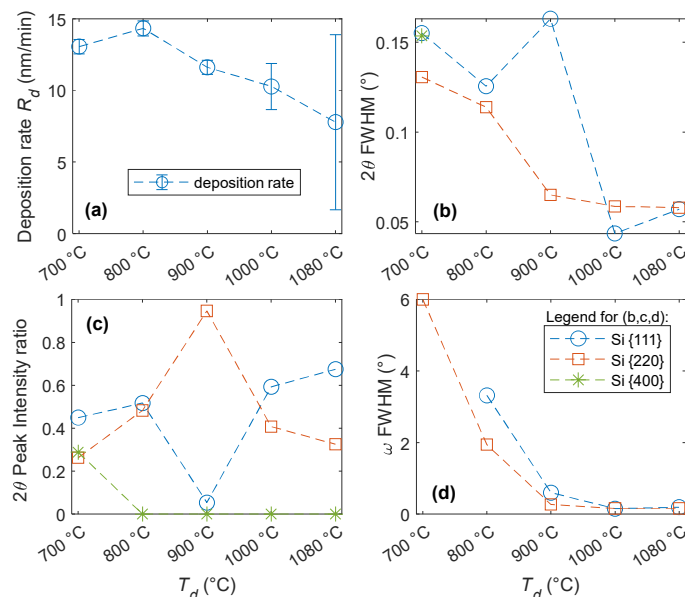 15
10
5
0
Deposition rate R_d (nm/min)
deposition rate
(a)
700 °C
800 °C
900 °C
1000 °C
1080 °C
0.15
0.1
0.05
2θ FWHM (°)
(b)
700 °C
800 °C
900 °C
1000 °C
1080 °C
1
0.8
0.6
0.4
0.2
0
2θ Peak Intensity ratio
(c)
700 °C
800 °C
900 °C
1000 °C
1080 °C
T_d (°C)
6
4
2
0
ω FWHM (°)
Legend for (b,c,d):
Si {111}
Si {220}
Si {400}
(d)
700 °C
800 °C
900 °C
1000 °C
1080 °C
T_d (°C)